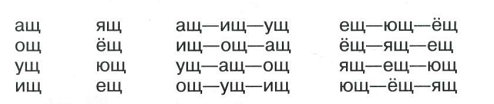 ащ ящ ащ—ищ—ущ ещ—ющ—ёщ
ощ ёщ ищ—ощ—ащ ёщ—ящ—ещ
ущ ющ ущ—ащ—ощ ящ—ещ—ющ
ищ ещ ощ—ущ—ищ ющ—ёщ—ящ